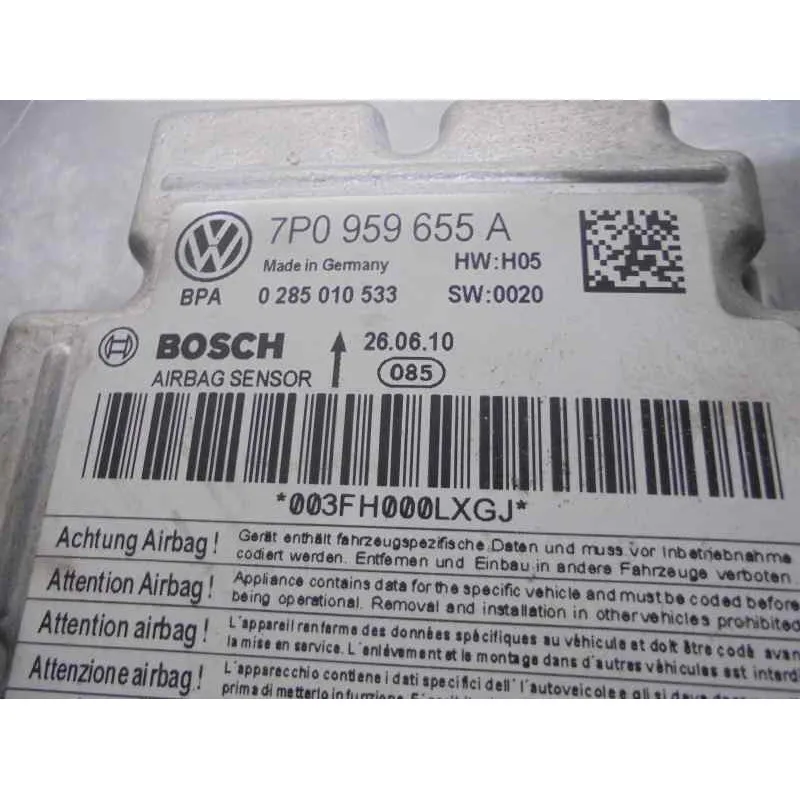 7P0 959 655 A
Made in Germany HW:H05
BPA 0 285 010 533 SW:0020
BOSCH 26.06.10
AIRBAG SENSOR 085
*003FH000LXGJ*
Achtung Airbag! Gerät enthält fahrzeugspezifische Daten und muss vor Inbetriebnahme
codiert werden. Entfernen und Einbau in andere Fahrzeuge verboten.
Attention Airbag! Appliance contains data for the specific vehicle and must be coded before
being operational. Removal and installation in other vehicles prohibited
Attention airbag! L'appareil renferme des données spécifiques au véhicule et doit être codé avan
la mise en service. L'enlèvement et le montage dans d'autres véhicules est interdi
Attenzione airbag! L'apparecchio contiene i dati specifici dell'autoveicolo e gli si deve
prima di metterlo in funzione.